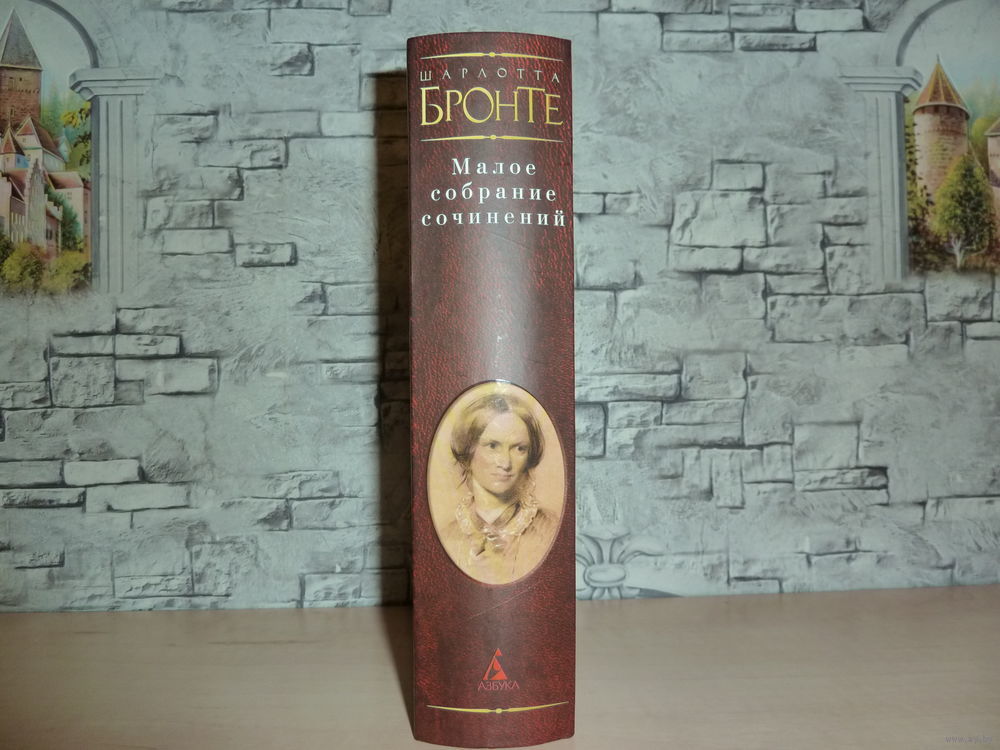 ШАРЛОТТА
БРОНТЕ
Малое
собрание
сочинений
АЗБУКА